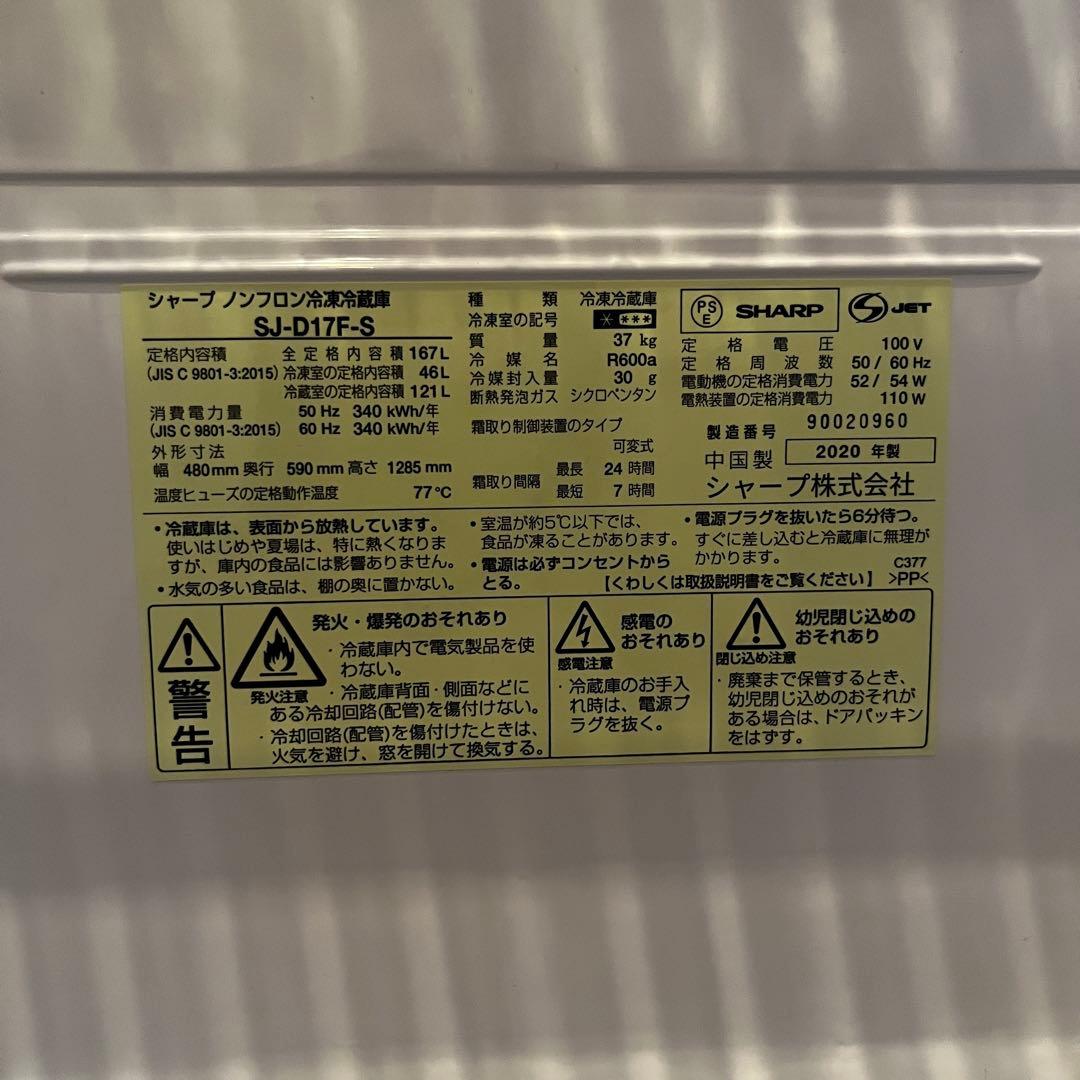 シャープ ノンフロン冷凍冷蔵庫
SJ-D17F-S
定格内容積 全定格内容積 167 L
(JIS C 9801-3:2015) 冷凍室の定格内容積 46 L
冷蔵室の定格内容積 121 L
消費電力量 50 Hz 340 kWh/年
(JIS C 9801-3:2015) 60 Hz 340 kWh/年
外形寸法
幅 480 mm 奥行 590 mm 高さ 1285 mm
温度ヒューズの定格動作温度 77℃
種類 冷凍冷蔵庫
冷凍室の記号 * ***
質量 37 kg
冷媒名 R600a
冷媒封入量 30 g
断熱発泡ガス シクロペンタン
霜取り制御装置のタイプ
可変式
霜取り間隔 最長 24 時間
最短 7 時間
PSE SHARP S JET
定格電圧 100 V
定格周波数 50 / 60 Hz
電動機の定格消費電力 52 / 54 W
電熱装置の定格消費電力 110 W
製造番号 90020960
中国製 2020 年製
シャープ株式会社
・冷蔵庫は、表面から放熱しています。
使いはじめや夏場は、特に熱くなりま
すが、庫内の食品には影響ありません。
・水気の多い食品は、棚の奥に置かない。
・室温が約5℃以下では、
食品が凍ることがあります。
・電源は必ずコンセントから
とる。
・電源プラグを抜いたら6分待つ。
すぐに差し込むと冷蔵庫に無理が
かかります。
C377
【くわしくは取扱説明書をご覧ください】 >PP<
警告
発火・爆発のおそれあり
発火注意
・冷蔵庫内で電気製品を使
わない。
・冷蔵庫背面・側面などに
ある冷却回路(配管)を傷付けない。
・冷却回路(配管)を傷付けたときは、
火気を避け、窓を開けて換気する。
感電の
おそれあり
感電注意
・冷蔵庫のお手入
れ時は、電源プ
ラグを抜く。
幼児閉じ込めの
おそれあり
閉じ込め注意
・廃棄まで保管するとき、
幼児閉じ込めのおそれが
ある場合は、ドアパッキン
をはずす。